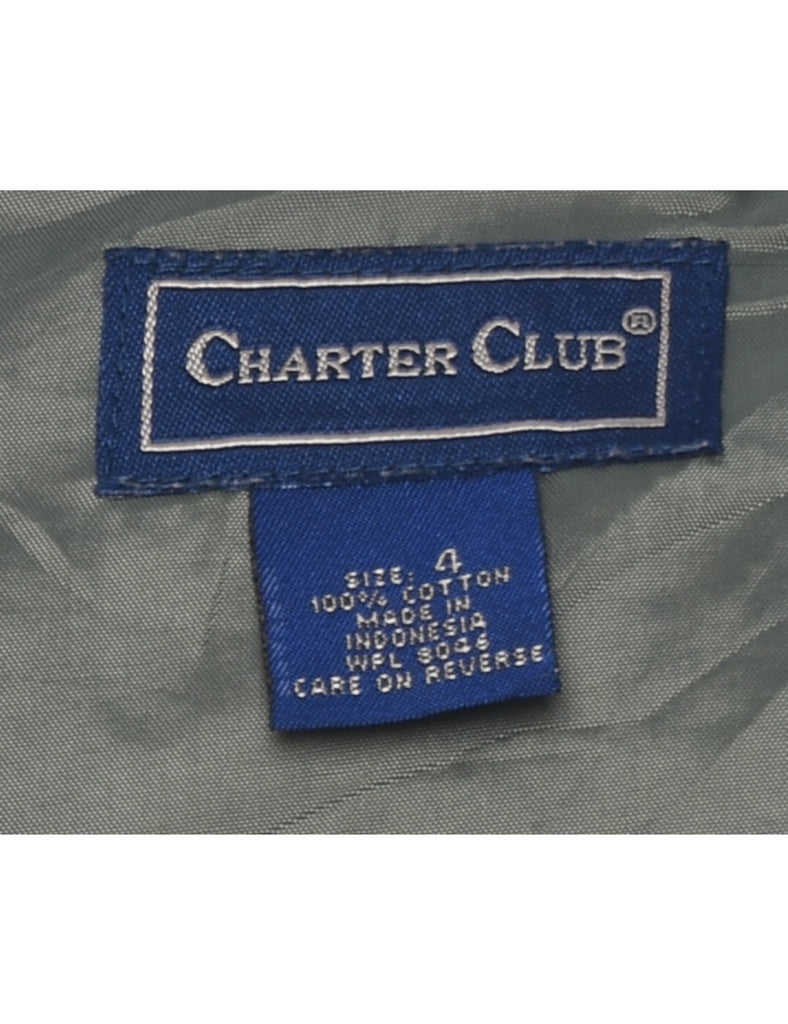 CHARTER CLUB®
SIZE: 4
100% COTTON
MADE IN
INDONESIA
WPL 8046
CARE ON REVERSE